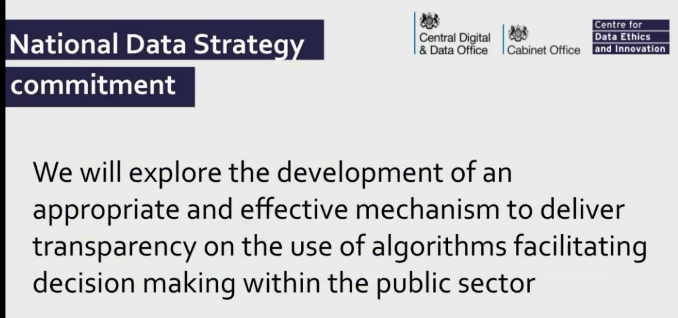 National Data Strategy
commitment
Central Digital
& Data Office
Cabinet Office
Centre for
Data Ethics
and Innovation
We will explore the development of an
appropriate and effective mechanism to deliver
transparency on the use of algorithms facilitating
decision making within the public sector